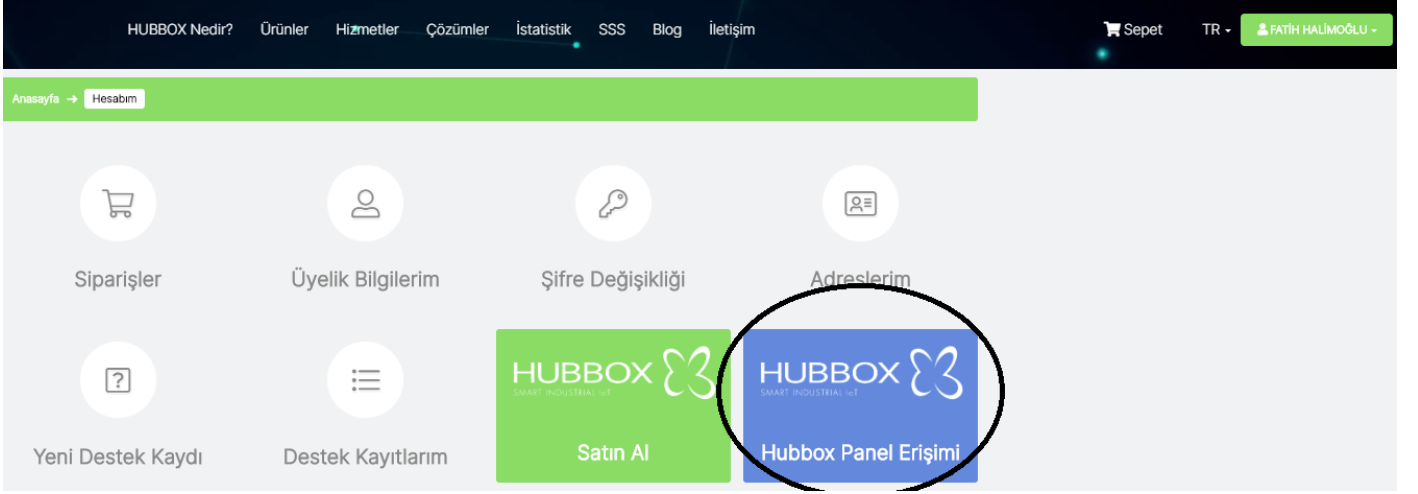 HUBBOX Nedir? Ürünler Hizmetler Çözümler İstatistik SSS Blog İletişim Sepet TR FATİH HALİMOĞLU
Anasayfa → Hesabım
Siparişler Üyelik Bilgilerim Şifre Değişikliği Adreslerim
HUBBOX HUBBOX
SMART INDUSTRIAL IoT SMART INDUSTRIAL IoT
Yeni Destek Kaydı Destek Kayıtlarım Satın Al Hubbox Panel Erişimi